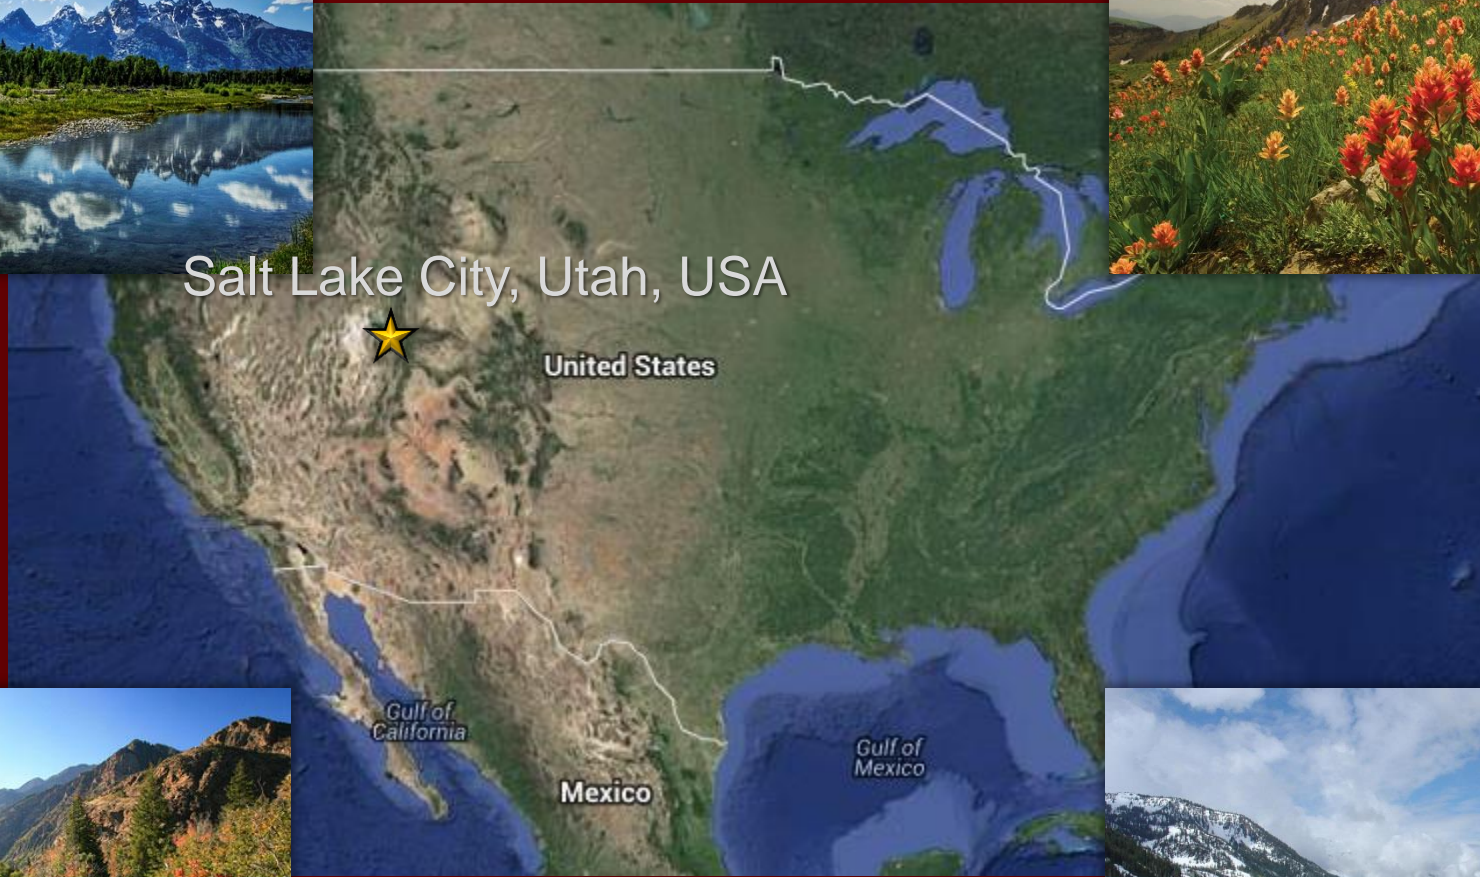 Salt Lake City, Utah, USA
United States
Gulf of
California
Gulf of
Mexico
Mexico